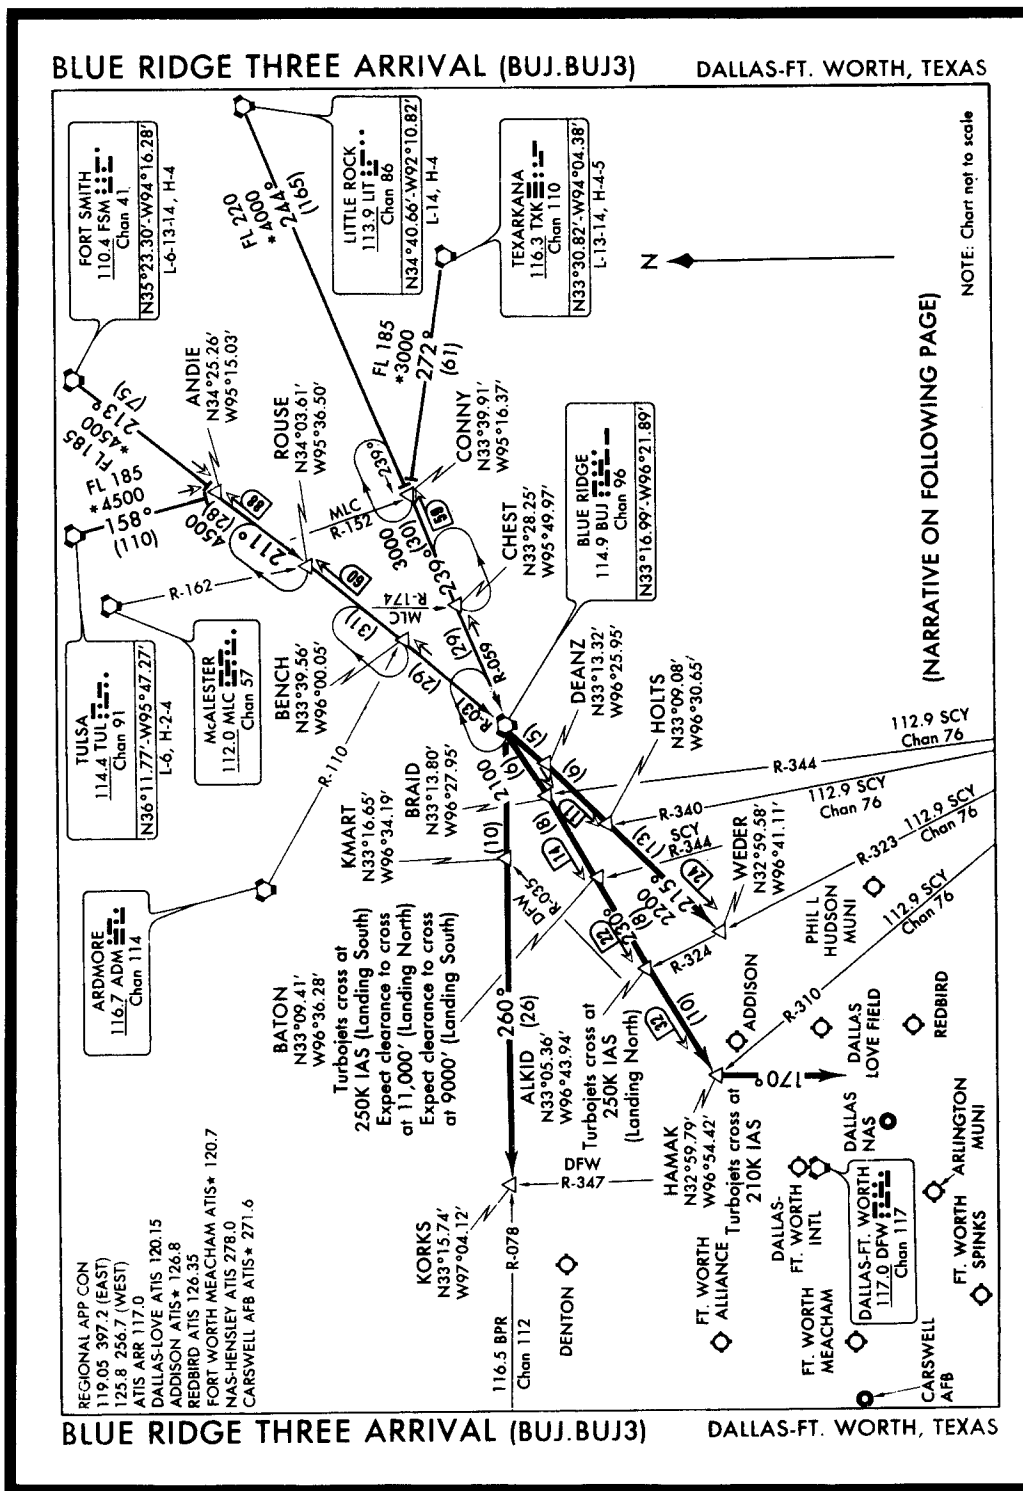 BLUE RIDGE THREE ARRIVAL (BUJ.BUJ3)
DALLAS-FT. WORTH, TEXAS
FORT SMITH
110.4 FSM
Chan 41
N35°23.30'-W94°16.28'
L-6-13-14, H-4
LITTLE ROCK
113.9 LIT
Chan 86
N34°40.66'-W92°10.82'
L-14, H-4
TEXARKANA
116.3 TXK
Chan 110
N33°30.82'-W94°04.38'
L-13-14, H-4-5
FL 220
*4000
244°
(165)
N
NOTE: Chart not to scale
(NARRATIVE ON FOLLOWING PAGE)
FL 185
*3000
272°
(61)
FL 185
*4500
213°
(75)
FL 185
*4500
158°
(110)
ANDIE
N34°25.26'
W95°15.03'
ROUSE
N34°03.61'
W95°36.50'
CONNY
N33°39.91'
W95°16.37'
CHEST
N33°28.25'
W95°49.97'
BLUE RIDGE
114.9 BUJ
Chan 96
N33°16.99'-W96°21.89'
4500
(28)
211°
88
MLC
R-152
239°
3000
(30)
239°
58
R-162
60
(31)
MLC
R-174
(29)
R-059
(29)
R-031
TULSA
114.4 TUL
Chan 91
N36°11.77'-W95°47.27'
L-6, H-2-4
McALESTER
112.0 MLC
Chan 57
BENCH
N33°39.56'
W96°00.05'
R-110
DEANZ
N33°13.32'
W96°25.95'
HOLTS
N33°09.08'
W96°30.65'
BRAID
N33°13.80'
W96°27.95'
KMART
N33°16.65'
W96°34.19'
2100
(6)
(5)
(6)
(10)
(8)
11
14
(13)
SCY
R-344
R-344
112.9 SCY
Chan 76
R-340
112.9 SCY
Chan 76
R-323
112.9 SCY
Chan 76
112.9 SCY
Chan 76
R-310
WEDER
N32°59.58'
W96°41.11'
24
215°
2200
(8)
230°
22
R-324
DFW
R-035
ARDMORE
116.7 ADM
Chan 114
BATON
N33°09.41'
W96°36.28'
Turbojets cross at
250K IAS (Landing South)
Expect clearance to cross
at 11,000' (Landing North)
Expect clearance to cross
at 9000' (Landing South)
260°
(26)
ALKID
N33°05.36'
W96°43.94'
Turbojets cross at
250K IAS
(Landing North)
32
(10)
PHIL L
HUDSON
MUNI
ADDISON
REDBIRD
DALLAS
LOVE FIELD
170°
HAMAK
N32°59.79'
W96°54.42'
Turbojets cross at
210K IAS
DFW
R-347
KORKS
N33°15.74'
W97°04.12'
R-078
116.5 BPR
Chan 112
DENTON
FT. WORTH
ALLIANCE
DALLAS-
FT. WORTH
INTL
DALLAS
NAS
ARLINGTON
MUNI
DALLAS-FT. WORTH
117.0 DFW
Chan 117
FT. WORTH
MEACHAM
FT. WORTH
SPINKS
CARSWELL
AFB
REGIONAL APP CON
119.05 397.2 (EAST)
125.8 256.7 (WEST)
ATIS ARR 117.0
DALLAS-LOVE ATIS 120.15
ADDISON ATIS★ 126.8
REDBIRD ATIS 126.35
FORT WORTH MEACHAM ATIS★ 120.7
NAS-HENSLEY ATIS 278.0
CARSWELL AFB ATIS★ 271.6
BLUE RIDGE THREE ARRIVAL (BUJ.BUJ3)
DALLAS-FT. WORTH, TEXAS